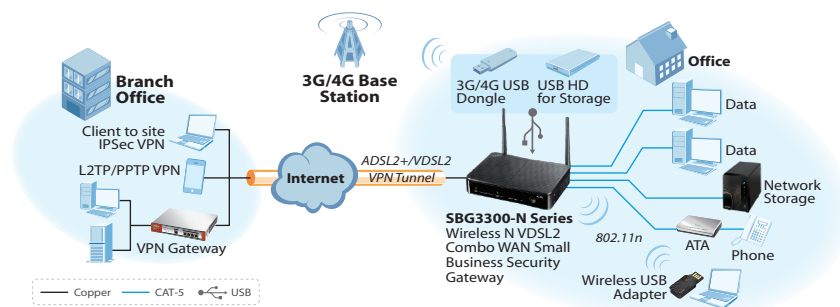 Branch
Office
Client to site
IPSec VPN
L2TP/PPTP VPN
VPN Gateway
Internet
3G/4G Base
Station
ADSL2+/VDSL2
VPN Tunnel
3G/4G USB
Dongle
USB HD
for Storage
Office
Data
Data
Network
Storage
ATA
Phone
SBG3300-N Series
Wireless N VDSL2
Combo WAN Small
Business Security
Gateway
802.11n
Wireless USB
Adapter
Copper
CAT-5
USB